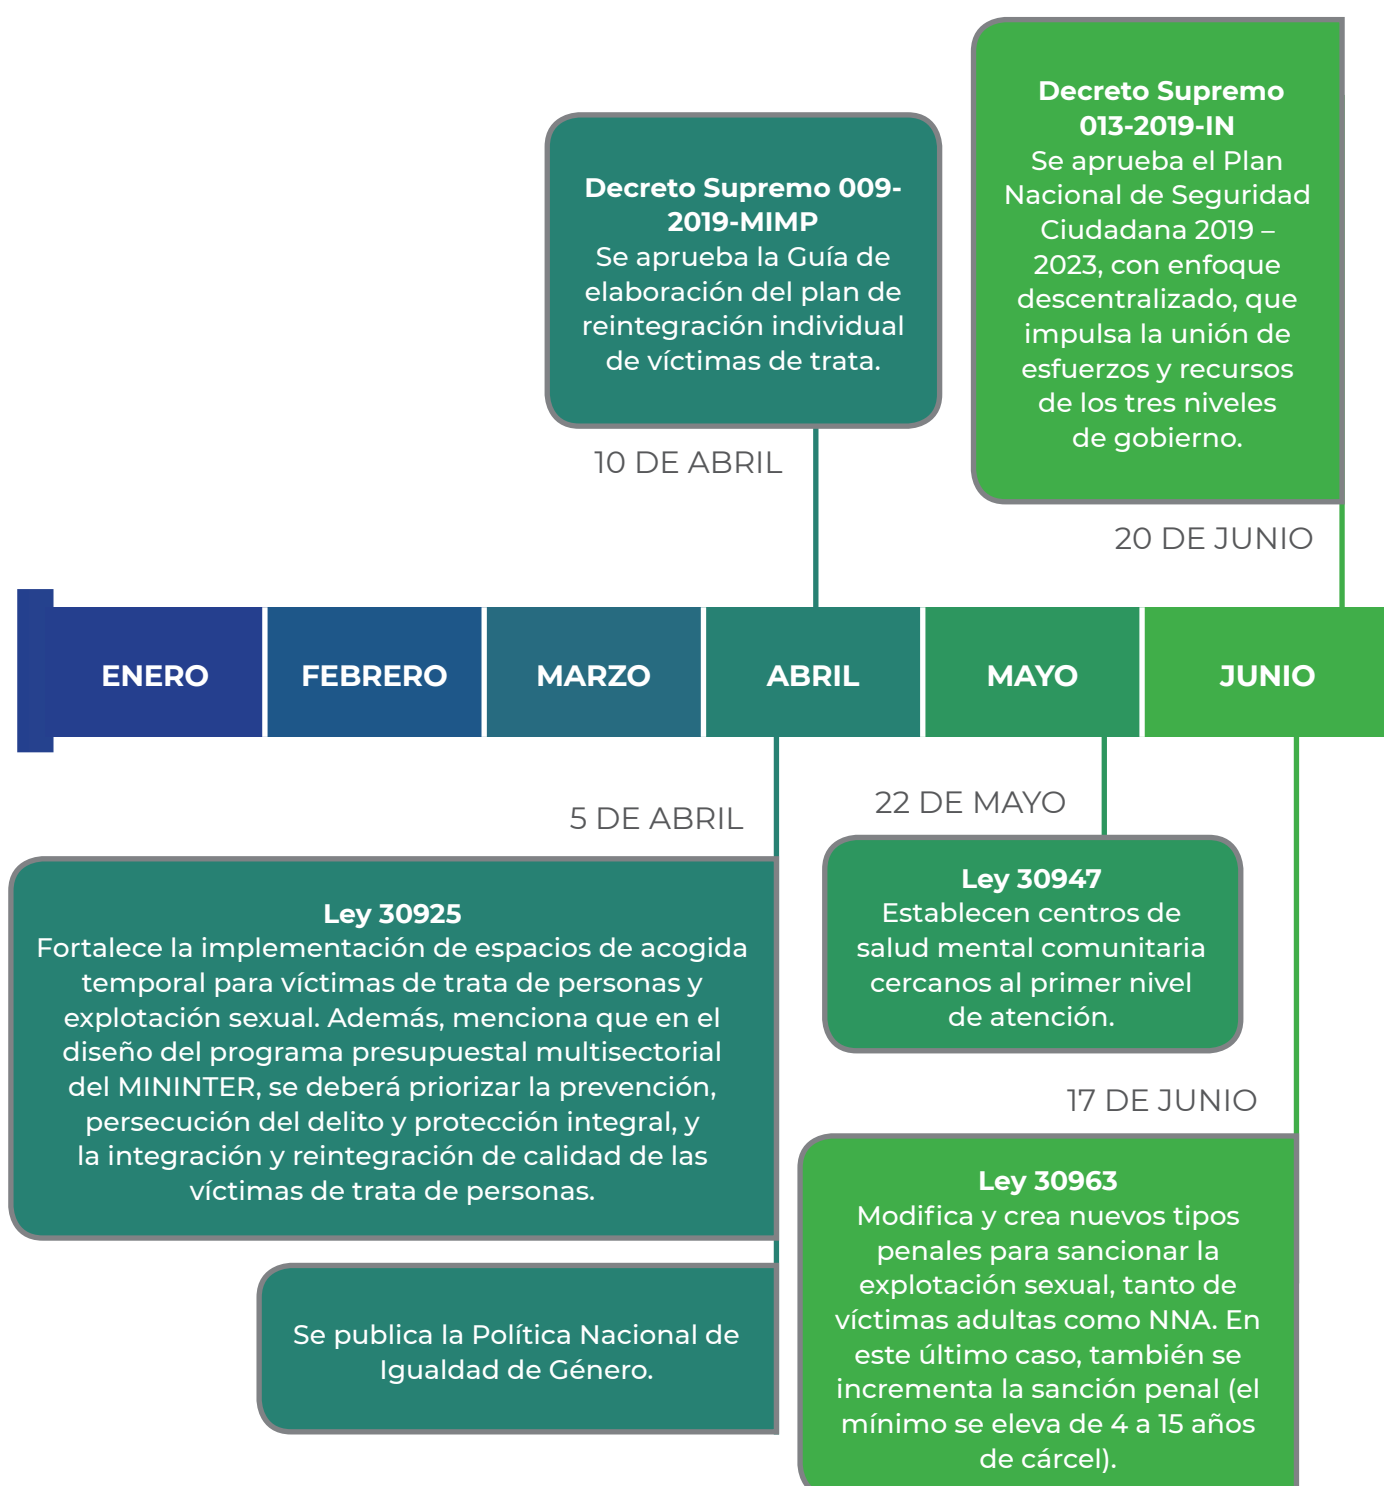 Decreto Supremo
013-2019-IN
Se aprueba el Plan
Nacional de Seguridad
Ciudadana 2019 –
2023, con enfoque
descentralizado, que
impulsa la unión de
esfuerzos y recursos
de los tres niveles
de gobierno.
20 DE JUNIO
Decreto Supremo 009-
2019-MIMP
Se aprueba la Guía de
elaboración del plan de
reintegración individual
de víctimas de trata.
10 DE ABRIL
ENERO
FEBRERO
MARZO
ABRIL
MAYO
JUNIO
5 DE ABRIL
Ley 30925
Fortalece la implementación de espacios de acogida
temporal para víctimas de trata de personas y
explotación sexual. Además, menciona que en el
diseño del programa presupuestal multisectorial
del MININTER, se deberá priorizar la prevención,
persecución del delito y protección integral, y
la integración y reintegración de calidad de las
víctimas de trata de personas.
Se publica la Política Nacional de
Igualdad de Género.
22 DE MAYO
Ley 30947
Establecen centros de
salud mental comunitaria
cercanos al primer nivel
de atención.
17 DE JUNIO
Ley 30963
Modifica y crea nuevos tipos
penales para sancionar la
explotación sexual, tanto de
víctimas adultas como NNA. En
este último caso, también se
incrementa la sanción penal (el
mínimo se eleva de 4 a 15 años
de cárcel).